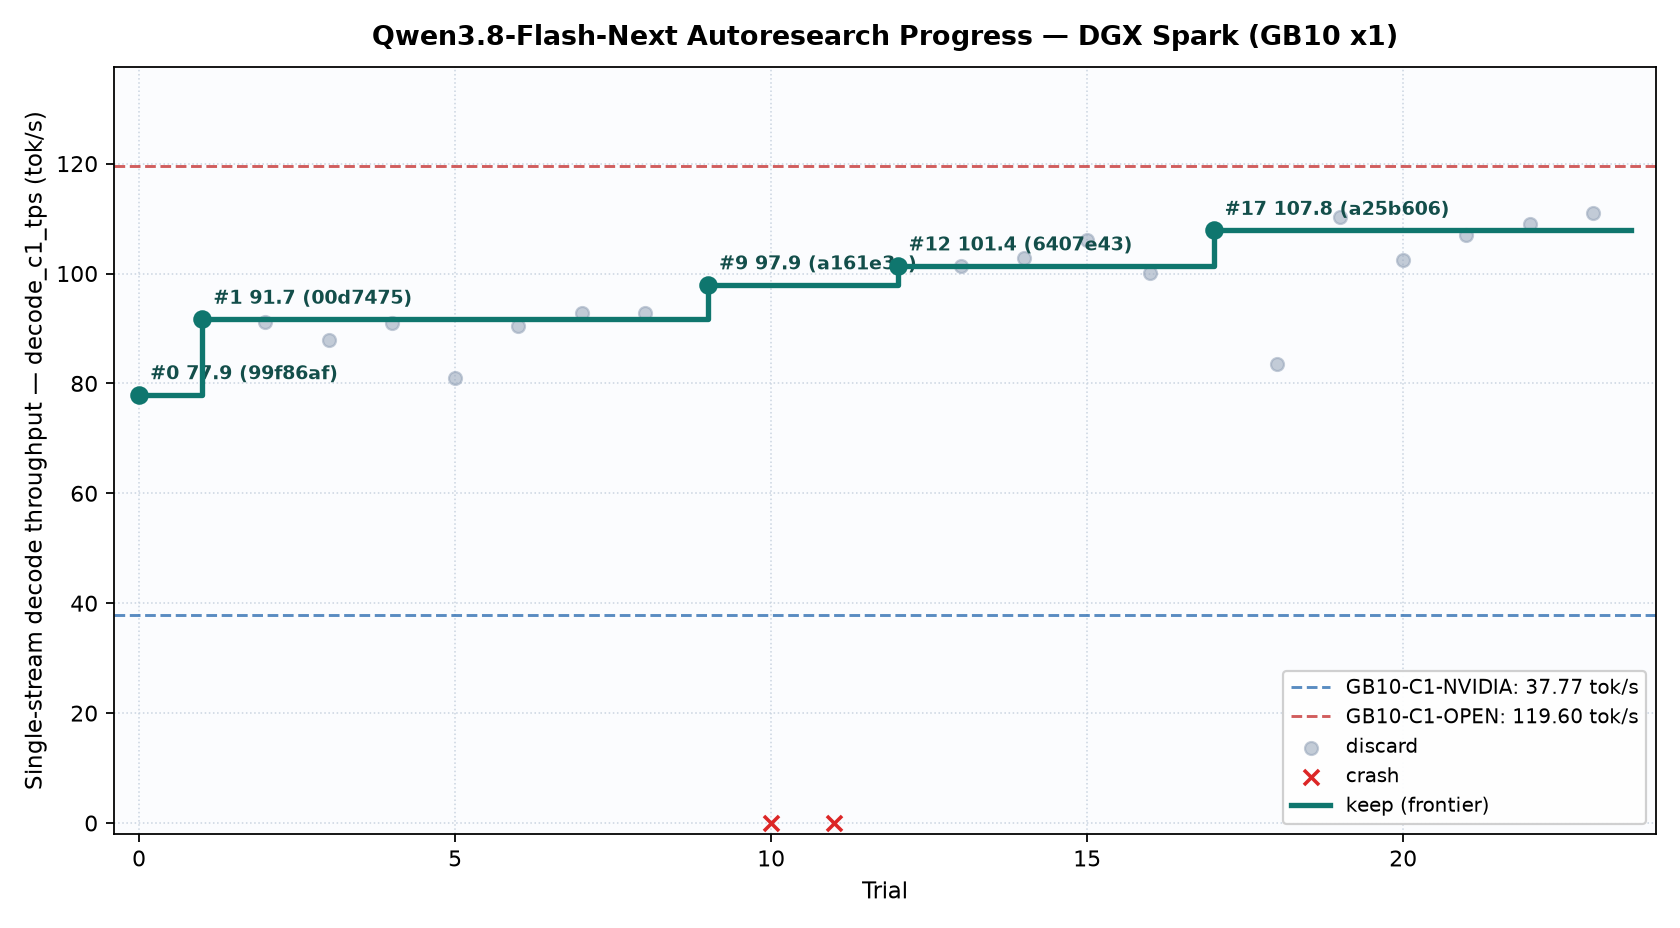 Qwen3.8-Flash-Next Autoresearch Progress — DGX Spark (GB10 x1)
Single-stream decode throughput — decode_c1_tps (tok/s)
120
100
80
60
40
20
0
#0 77.9 (99f86af)
#1 91.7 (00d7475)
#9 97.9 (a161e3
#12 101.4 (6407e43)
#17 107.8 (a25b606)
GB10-C1-NVIDIA: 37.77 tok/s
GB10-C1-OPEN: 119.60 tok/s
discard
crash
keep (frontier)
0 5 10 15 20
Trial